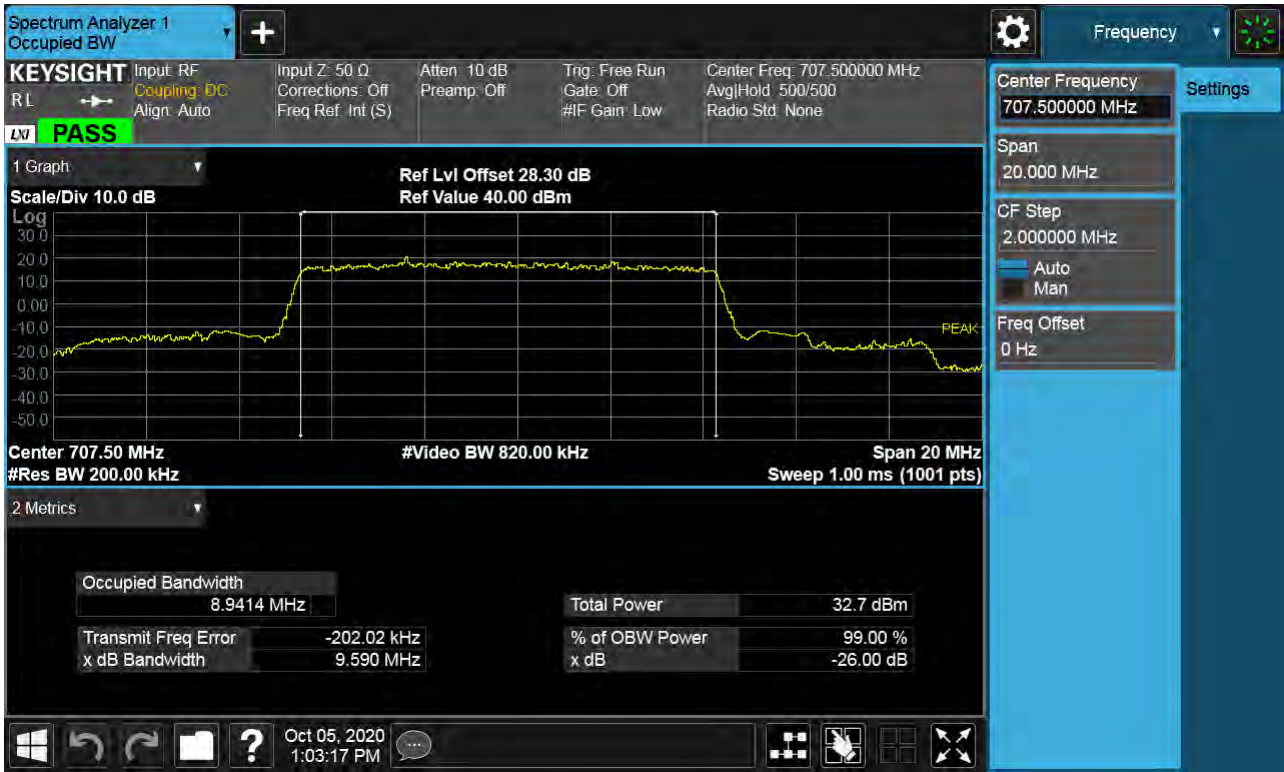 Spectrum Analyzer 1
Occupied BW
Frequency
KEYSIGHT
RL
LXI
PASS
Input: RF
Coupling: DC
Align: Auto
Input Z: 50 Ω
Corrections: Off
Freq Ref: Int (S)
Atten: 10 dB
Preamp: Off
Trig: Free Run
Gate: Off
#IF Gain: Low
Center Freq: 707.500000 MHz
Avg|Hold: 500/500
Radio Std: None
1 Graph
Scale/Div 10.0 dB
Ref Lvl Offset 28.30 dB
Ref Value 40.00 dBm
Log
30.0
20.0
10.0
0.00
-10.0
-20.0
-30.0
-40.0
-50.0
PEAK
Center 707.50 MHz
#Video BW 820.00 kHz
Span 20 MHz
#Res BW 200.00 kHz
Sweep 1.00 ms (1001 pts)
2 Metrics
Occupied Bandwidth
8.9414 MHz
Total Power 32.7 dBm
Transmit Freq Error -202.02 kHz
% of OBW Power 99.00 %
x dB Bandwidth 9.590 MHz
x dB -26.00 dB
Oct 05, 2020
1:03:17 PM
Center Frequency
707.500000 MHz
Settings
Span
20.000 MHz
CF Step
2.000000 MHz
Auto
Man
Freq Offset
0 Hz